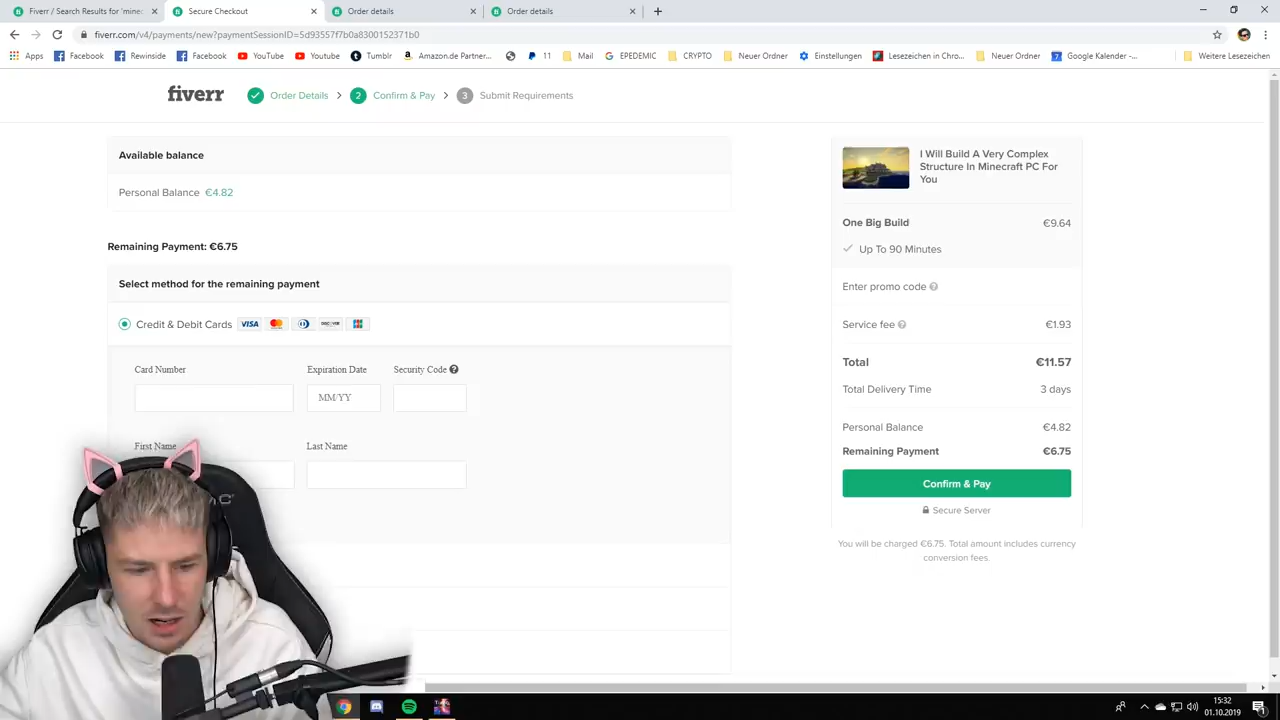 Fiverr / Search Results for 'mine
Secure Checkout
Order details
Order details
fiverr.com/v4/payments/new?paymentSessionID=5d93557f7b0a8300152371b0
Apps
Facebook
Rewinside
Facebook
YouTube
Youtube
Tumblr
Amazon.de Partner...
11
Mail
EPEDEMIC
CRYPTO
Neuer Ordner
Einstellungen
Lesezeichen in Chro...
Neuer Ordner
Google Kalender -...
Weitere Lesezeichen
fiverr
Order Details
2 Confirm & Pay
3 Submit Requirements
Available balance
Personal Balance €4.82
Remaining Payment: €6.75
Select method for the remaining payment
Credit & Debit Cards VISA DISCOVER JCB
Card Number
Expiration Date
Security Code
MM/YY
First Name
Last Name
I Will Build A Very Complex
Structure In Minecraft PC For
You
One Big Build €9.64
Up To 90 Minutes
Enter promo code
Service fee €1.93
Total €11.57
Total Delivery Time 3 days
Personal Balance €4.82
Remaining Payment €6.75
Confirm & Pay
Secure Server
You will be charged €6.75. Total amount includes currency
conversion fees.
15:32
01.10.2019